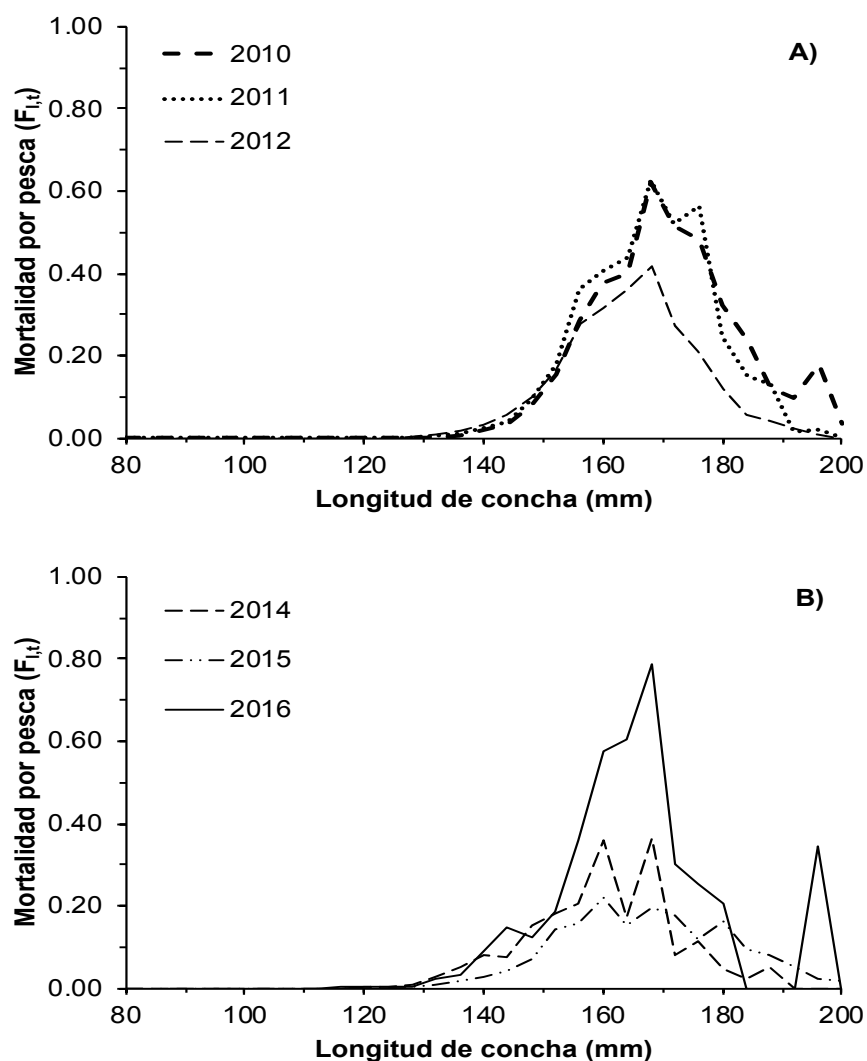 1.00
0.80
0.60
0.40
0.20
0.00
Mortalidad por pesca (Fl,t)
2010
2011
2012
A)
80 100 120 140 160 180 200
Longitud de concha (mm)
1.00
0.80
0.60
0.40
0.20
0.00
Mortalidad por pesca (Fl,t)
2014
2015
2016
B)
80 100 120 140 160 180 200
Longitud de concha (mm)